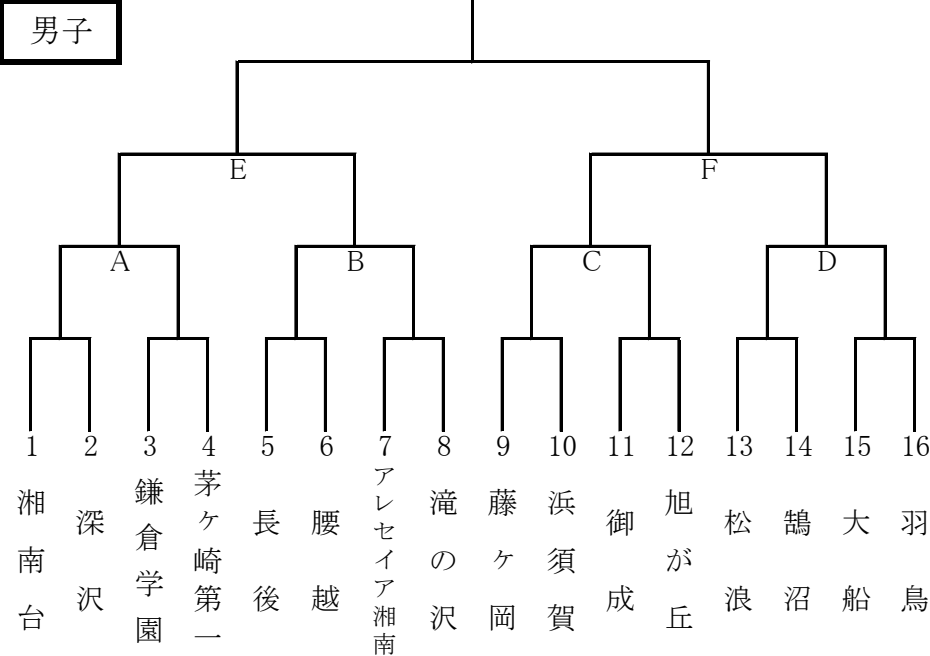 男子
E
F
A
B
C
D
1
2
3
4
5
6
7
8
9
10
11
12
13
14
15
16
湘南台
深沢
鎌倉学園
茅ケ崎第一
長後
腰越
アレセイア湘南
滝の沢
藤ケ岡
浜須賀
御成
旭が丘
松浪
鵠沼
大船
羽鳥